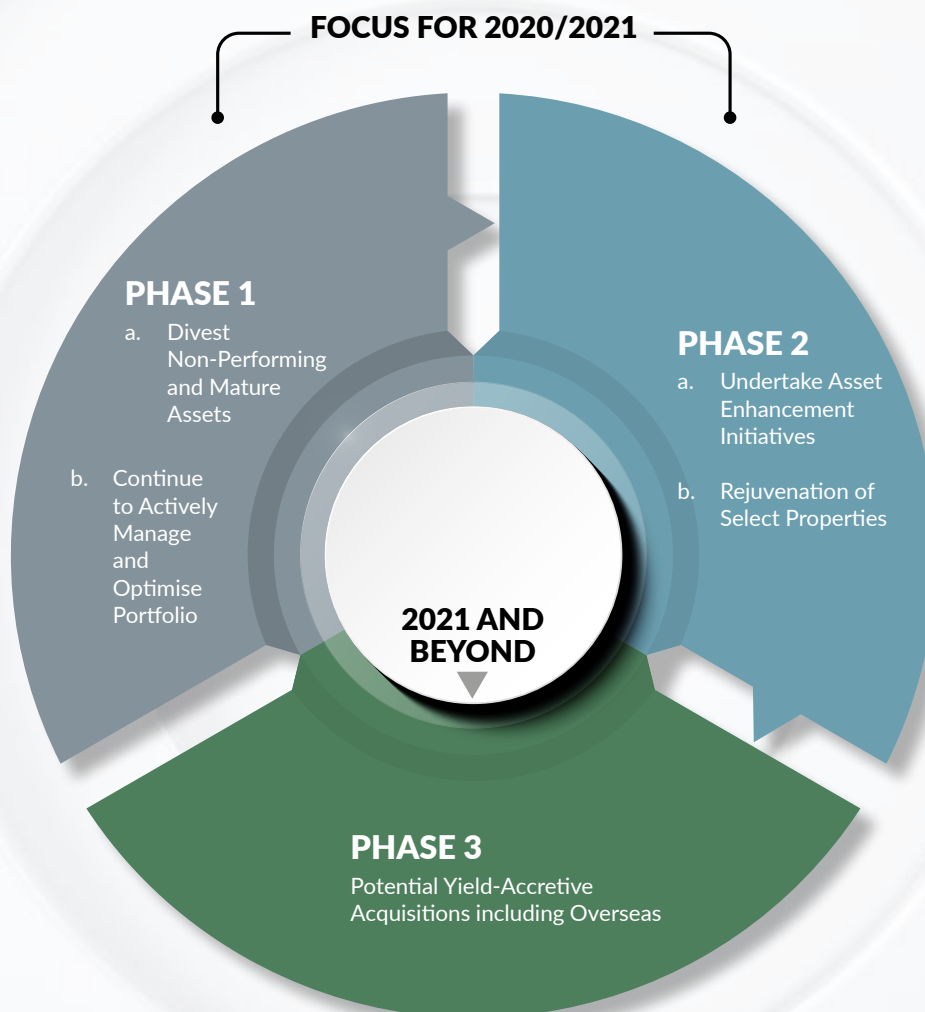 FOCUS FOR 2020/2021
PHASE 1
a. Divest
Non-Performing
and Mature
Assets
b. Continue
to Actively
Manage
and
Optimise
Portfolio
PHASE 2
a. Undertake Asset
Enhancement
Initiatives
b. Rejuvenation of
Select Properties
2021 AND
BEYOND
PHASE 3
Potential Yield-Accretive
Acquisitions including Overseas